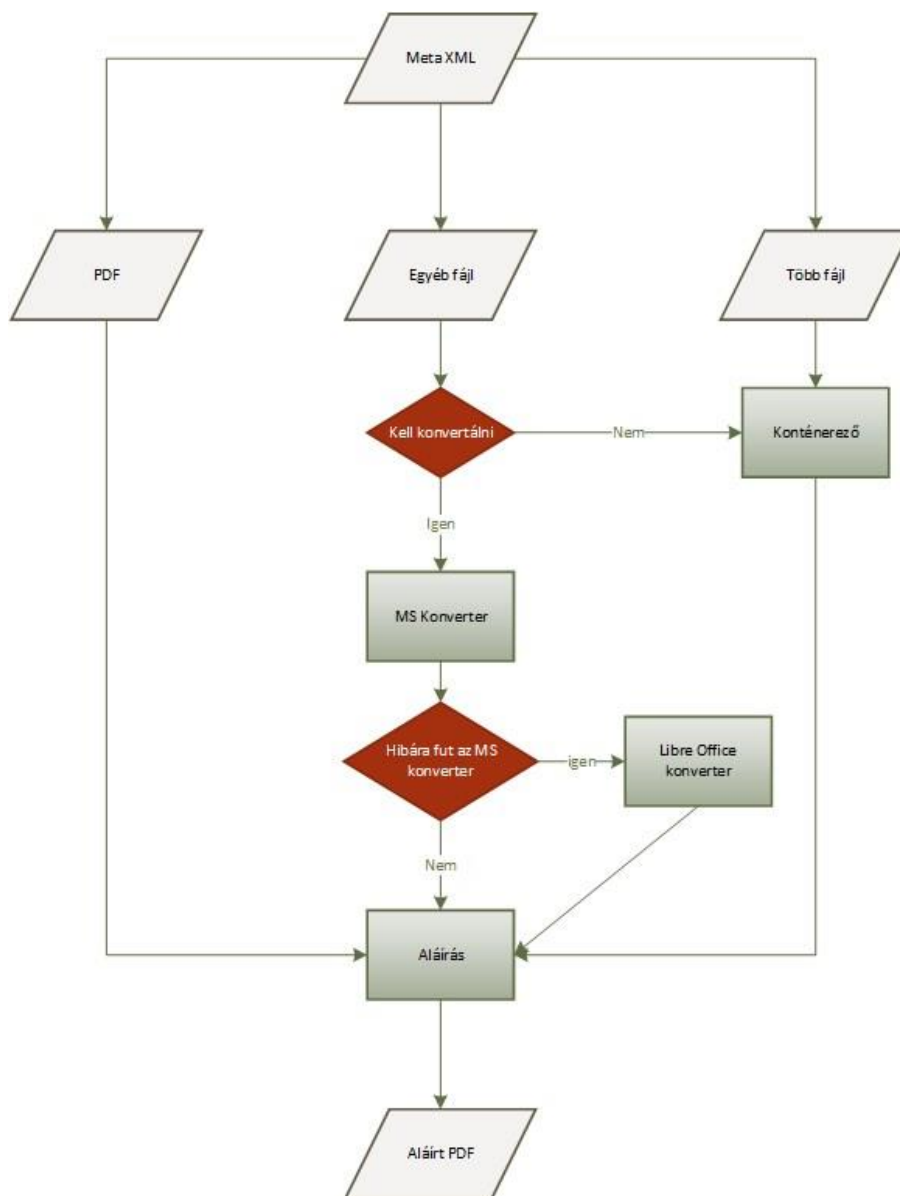 Meta XML
PDF
Egyéb fájl
Több fájl
Kell konvertálni
Nem
Konténerező
Igen
MS Konverter
Hibára fut az MS
konverter
igen
Libre Office
konverter
Nem
Aláírás
Aláírt PDF